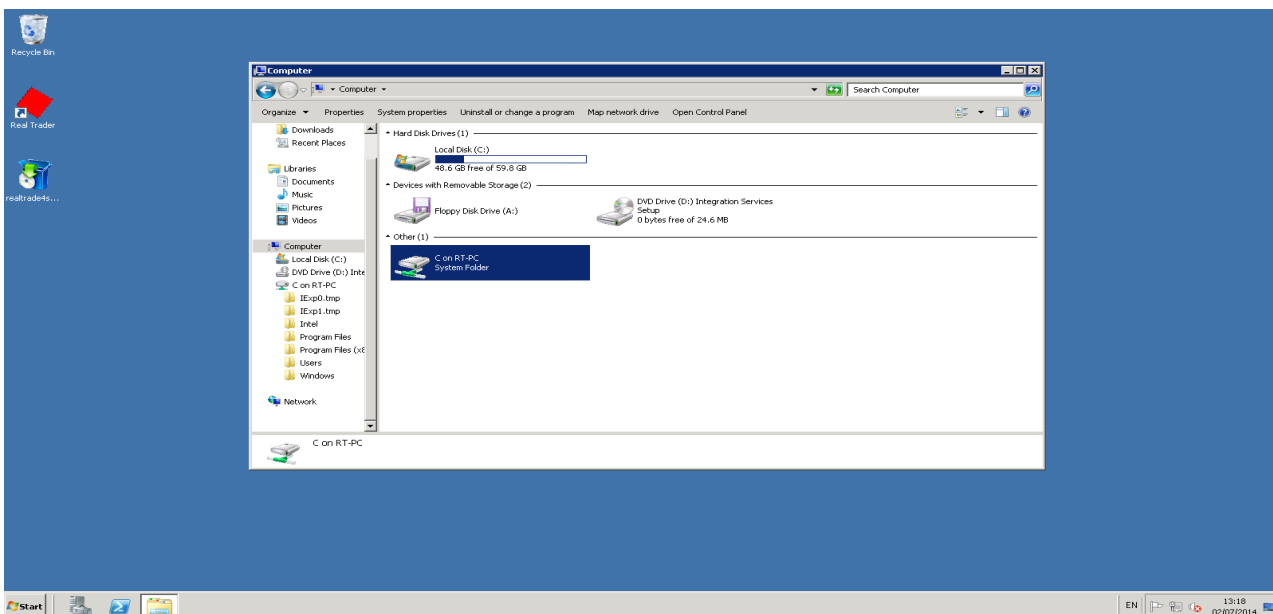 Recycle Bin
Real Trader
realtrade4s...
Computer
Computer
Search Computer
Organize
Properties
System properties
Uninstall or change a program
Map network drive
Open Control Panel
Downloads
Recent Places
Libraries
Documents
Music
Pictures
Videos
Computer
Local Disk (C:)
DVD Drive (D:) Inte
C on RT-PC
IExp0.tmp
IExp1.tmp
Intel
Program Files
Program Files (x8
Users
Windows
Network
Hard Disk Drives (1)
Local Disk (C:)
48.6 GB free of 59.8 GB
Devices with Removable Storage (2)
Floppy Disk Drive (A:)
DVD Drive (D:) Integration Services
Setup
0 bytes free of 24.6 MB
Other (1)
C on RT-PC
System Folder
C on RT-PC
Start
EN
13:18
02/07/2014